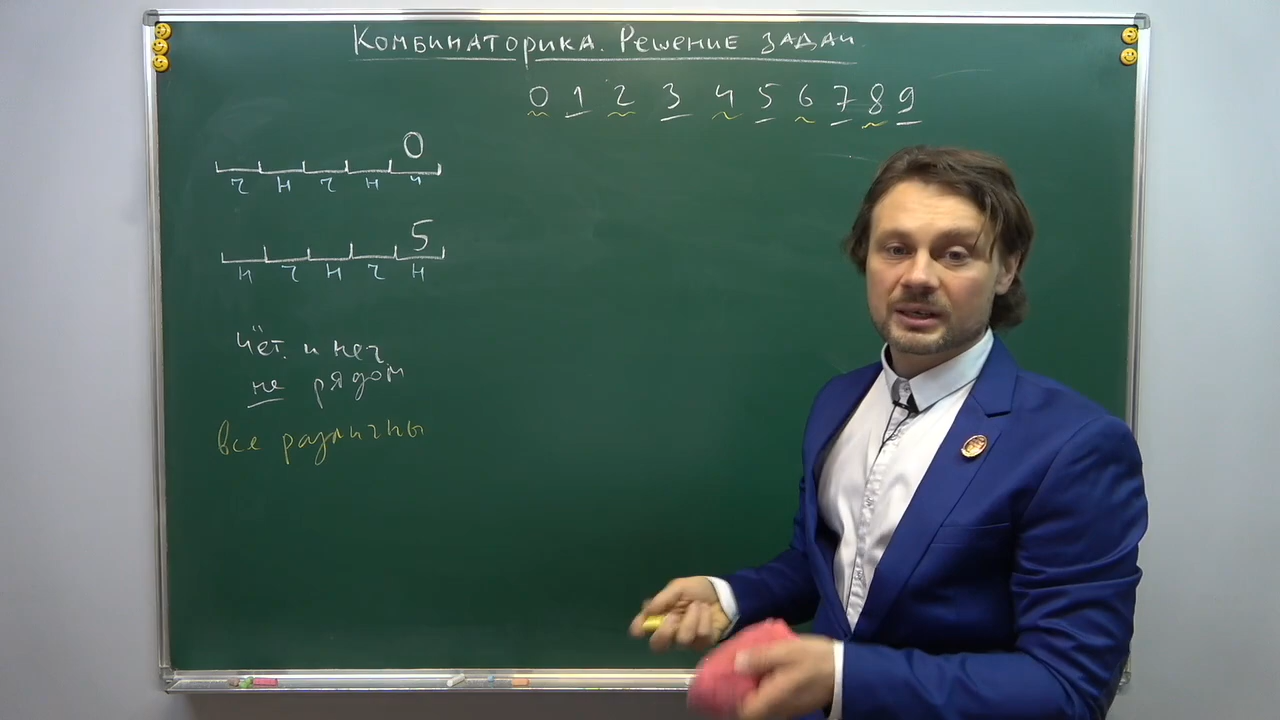 Комбинаторика. Решение задач
0 1 2 3 4 5 6 7 8 9
0
ч н ч н ч
5
н ч н ч н
чёт. и неч
не рядом
все различны